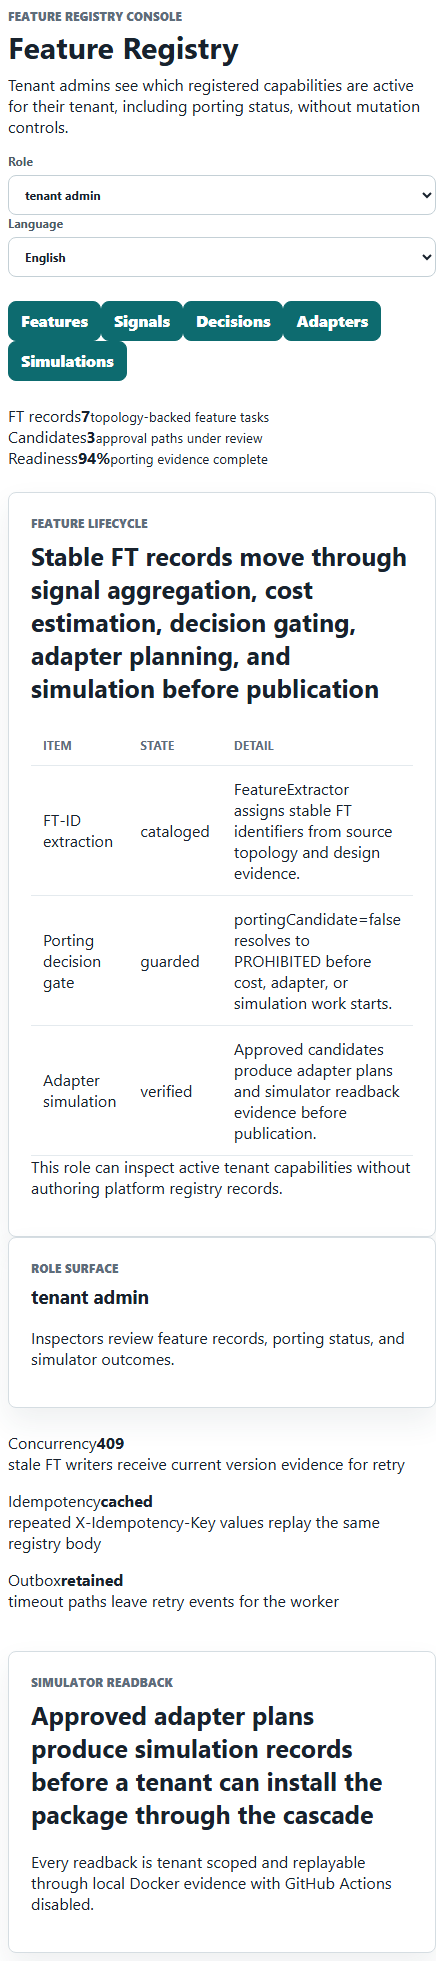 FEATURE REGISTRY CONSOLE
Feature Registry
Tenant admins see which registered capabilities are active
for their tenant, including porting status, without mutation
controls.
Role
tenant admin
Language
English
Features Signals Decisions Adapters
Simulations
FT records7topology-backed feature tasks
Candidates3approval paths under review
Readiness94%porting evidence complete
FEATURE LIFECYCLE
Stable FT records move through
signal aggregation, cost
estimation, decision gating,
adapter planning, and
simulation before publication
ITEM STATE DETAIL
FT-ID
extraction
cataloged
FeatureExtractor
assigns stable FT
identifiers from source
topology and design
evidence.
Porting
decision
gate
guarded
portingCandidate=false
resolves to
PROHIBITED before
cost, adapter, or
simulation work starts.
Adapter
simulation
verified
Approved candidates
produce adapter plans
and simulator readback
evidence before
publication.
This role can inspect active tenant capabilities without
authoring platform registry records.
ROLE SURFACE
tenant admin
Inspectors review feature records, porting status, and
simulator outcomes.
Concurrency409
stale FT writers receive current version evidence for retry
Idempotencycached
repeated X-Idempotency-Key values replay the same
registry body
Outboxretained
timeout paths leave retry events for the worker
SIMULATOR READBACK
Approved adapter plans
produce simulation records
before a tenant can install the
package through the cascade
Every readback is tenant scoped and replayable
through local Docker evidence with GitHub Actions
disabled.